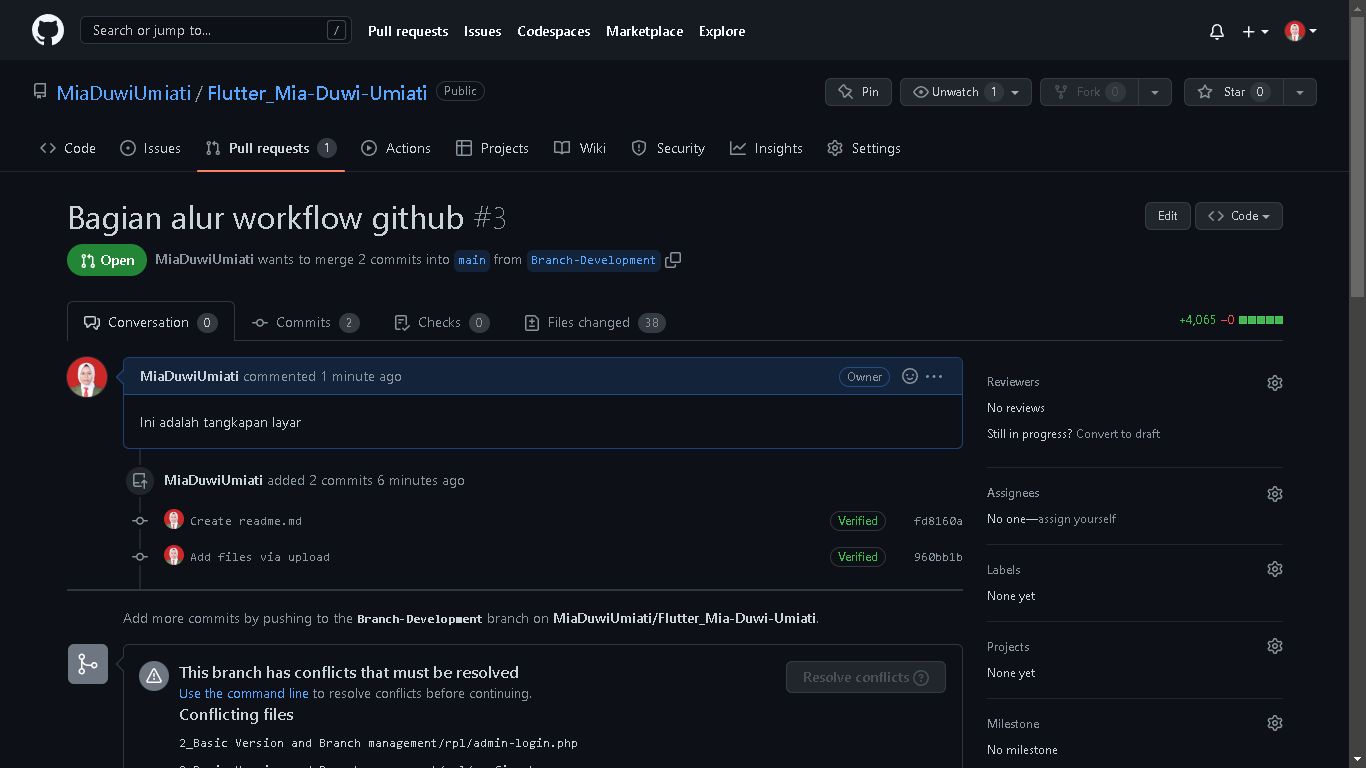 Search or jump to... /
Pull requests Issues Codespaces Marketplace Explore
MiaDuwiUmiati / Flutter_Mia-Duwi-Umiati Public
Pin
Unwatch 1
Fork 0
Star 0
Code
Issues
Pull requests 1
Actions
Projects
Wiki
Security
Insights
Settings
Bagian alur workflow github #3
Edit
Code
Open
MiaDuwiUmiati wants to merge 2 commits into main from Branch-Development
Conversation 0
Commits 2
Checks 0
Files changed 38
+4,065 −0
MiaDuwiUmiati commented 1 minute ago
Owner
Ini adalah tangkapan layar
MiaDuwiUmiati added 2 commits 6 minutes ago
Create readme.md Verified fd8160a
Add files via upload Verified 960bb1b
Add more commits by pushing to the Branch-Development branch on MiaDuwiUmiati/Flutter_Mia-Duwi-Umiati.
This branch has conflicts that must be resolved
Use the command line to resolve conflicts before continuing.
Resolve conflicts
Conflicting files
2_Basic Version and Branch management/rpl/admin-login.php
Reviewers
No reviews
Still in progress? Convert to draft
Assignees
No one—assign yourself
Labels
None yet
Projects
None yet
Milestone
No milestone